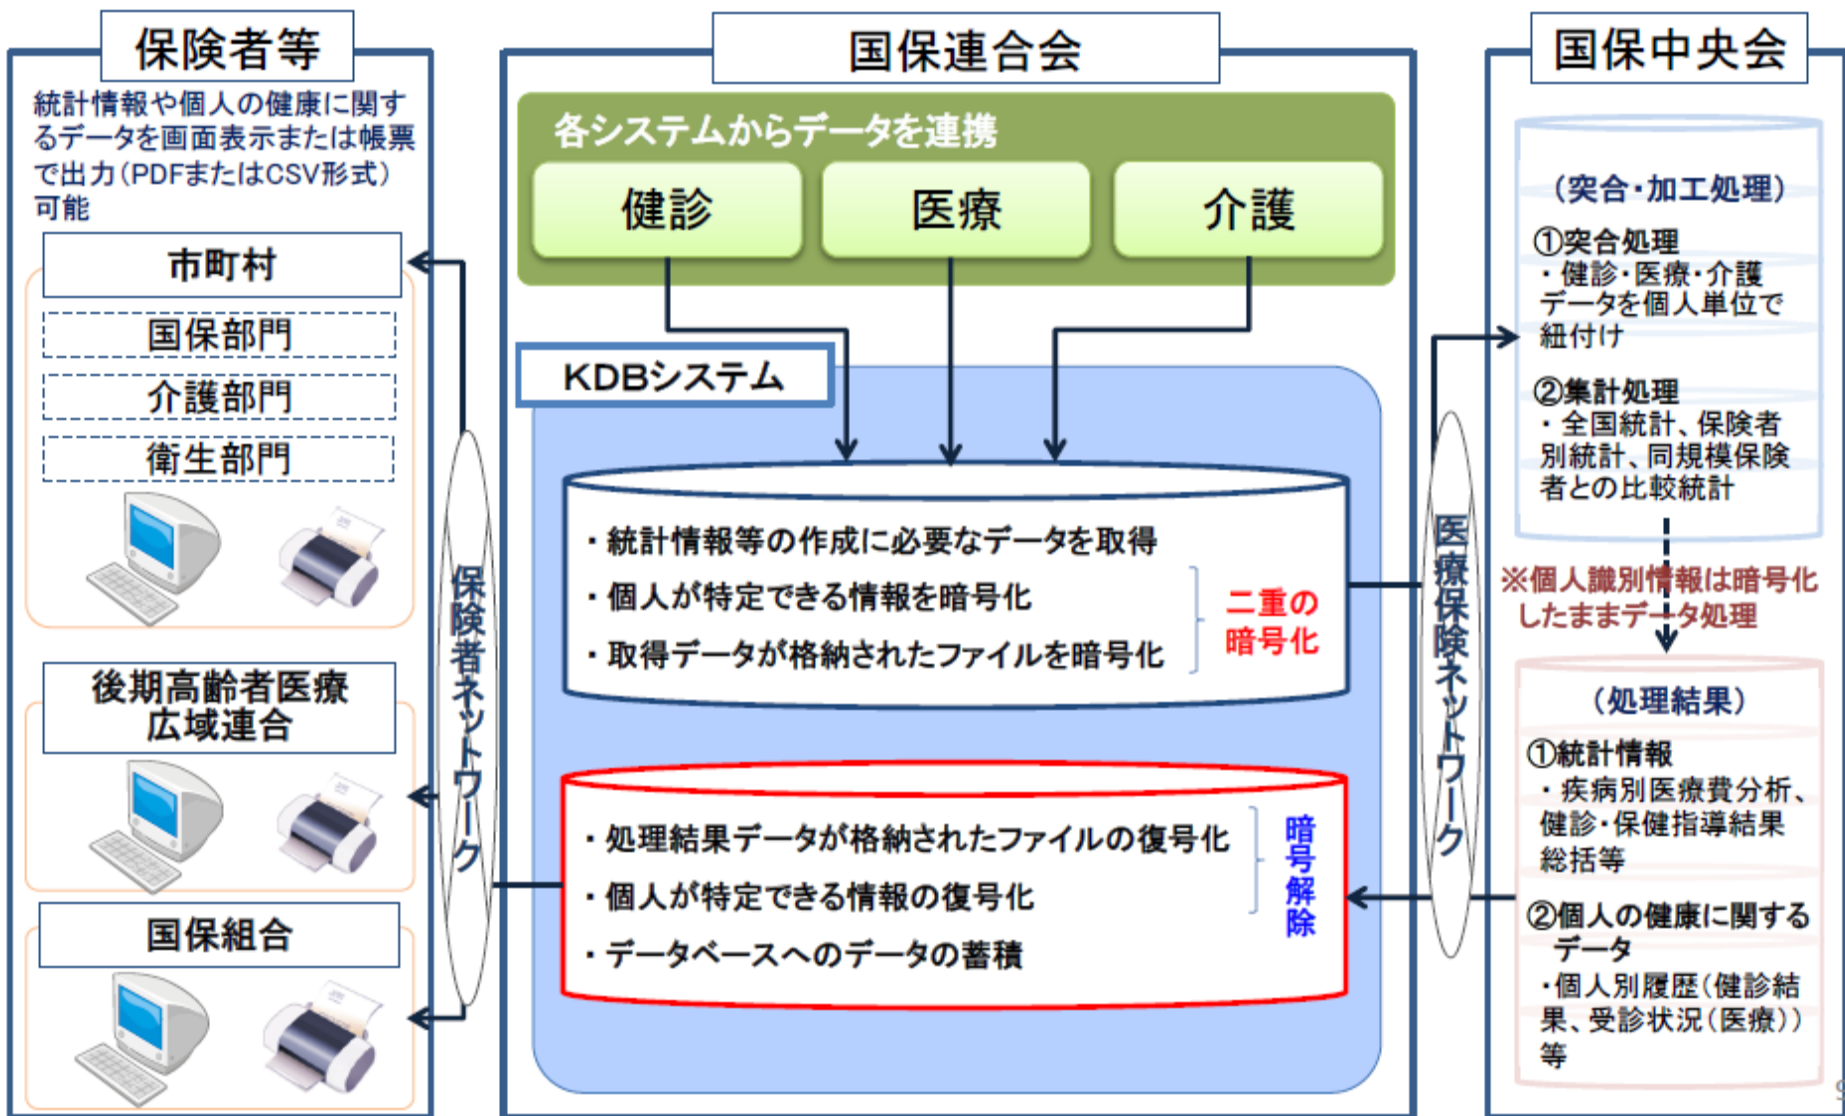 保険者等
統計情報や個人の健康に関す
るデータを画面表示または帳票
で出力(PDFまたはCSV形式)
可能
市町村
国保部門
介護部門
衛生部門
後期高齢者医療
広域連合
国保組合
保険者ネットワーク
国保連合会
各システムからデータを連携
健診
医療
介護
KDBシステム
・統計情報等の作成に必要なデータを取得
・個人が特定できる情報を暗号化
・取得データが格納されたファイルを暗号化
二重の
暗号化
・処理結果データが格納されたファイルの復号化
・個人が特定できる情報の復号化
・データベースへのデータの蓄積
暗号解除
医療保険ネットワーク
国保中央会
(突合・加工処理)
①突合処理
・健診・医療・介護
データを個人単位で
紐付け
②集計処理
・全国統計、保険者
別統計、同規模保険
者との比較統計
※個人識別情報は暗号化
したままデータ処理
(処理結果)
①統計情報
・疾病別医療費分析、
健診・保健指導結果
総括等
②個人の健康に関する
データ
・個人別履歴(健診結
果、受診状況(医療))
等